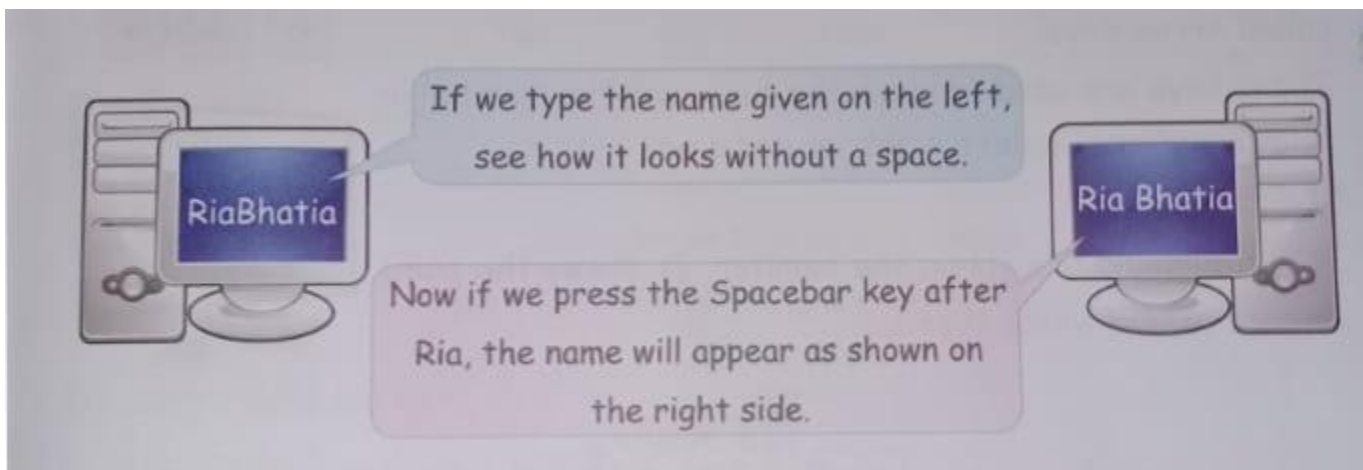 If we type the name given on the left,
see how it looks without a space.
RiaBhatia
Ria Bhatia
Now if we press the Spacebar key after
Ria, the name will appear as shown on
the right side.